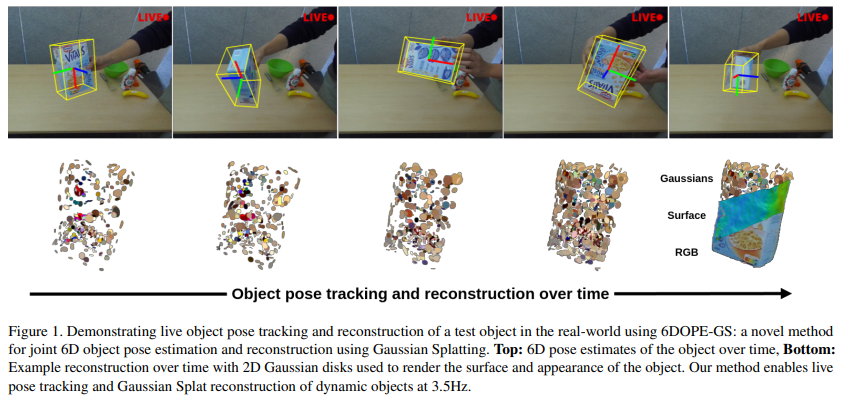 LIVE
LIVE
LIVE
LIVE
LIVE
Vita
Gaussians
Surface
RGB
Object pose tracking and reconstruction over time
Figure 1. Demonstrating live object pose tracking and reconstruction of a test object in the real-world using 6DOPE-GS: a novel method
for joint 6D object pose estimation and reconstruction using Gaussian Splatting. Top: 6D pose estimates of the object over time, Bottom:
Example reconstruction over time with 2D Gaussian disks used to render the surface and appearance of the object. Our method enables live
pose tracking and Gaussian Splat reconstruction of dynamic objects at 3.5Hz.